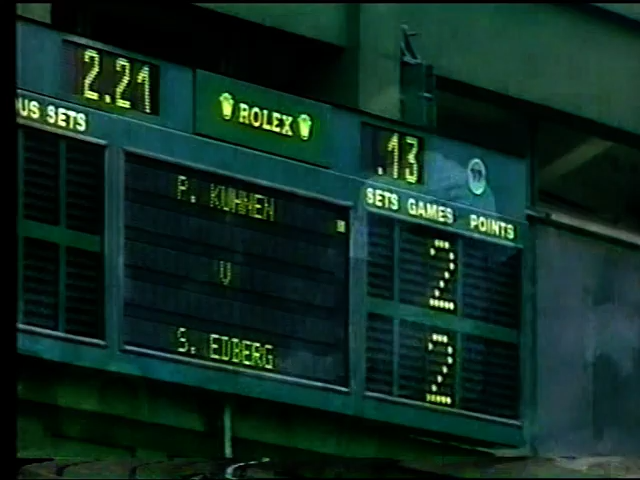 2.21
ROLEX
.13
US SETS
SETS GAMES POINTS
P. KUHNEN
2
V
S. EDBERG
2